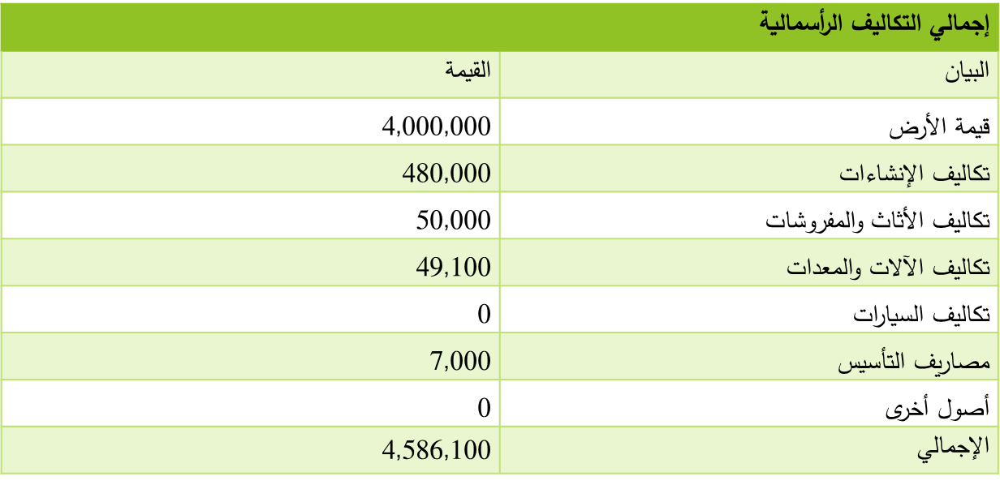 إجمالي التكاليف الرأسمالية
البيان القيمة
قيمة الأرض 4,000,000
تكاليف الإنشاءات 480,000
تكاليف الأثاث والمفروشات 50,000
تكاليف الآلات والمعدات 49,100
تكاليف السيارات 0
مصاريف التأسيس 7,000
أصول أخرى 0
الإجمالي 4,586,100